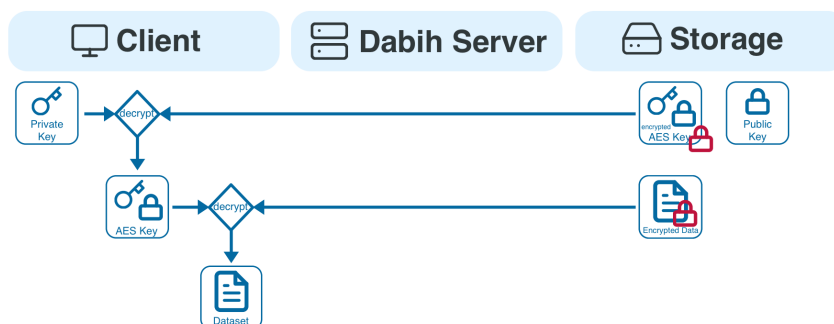 Client
Dabih Server
Storage
Private
Key
decrypt
encrypted
AES Key
Public
Key
AES Key
decrypt
Encrypted Data
Dataset